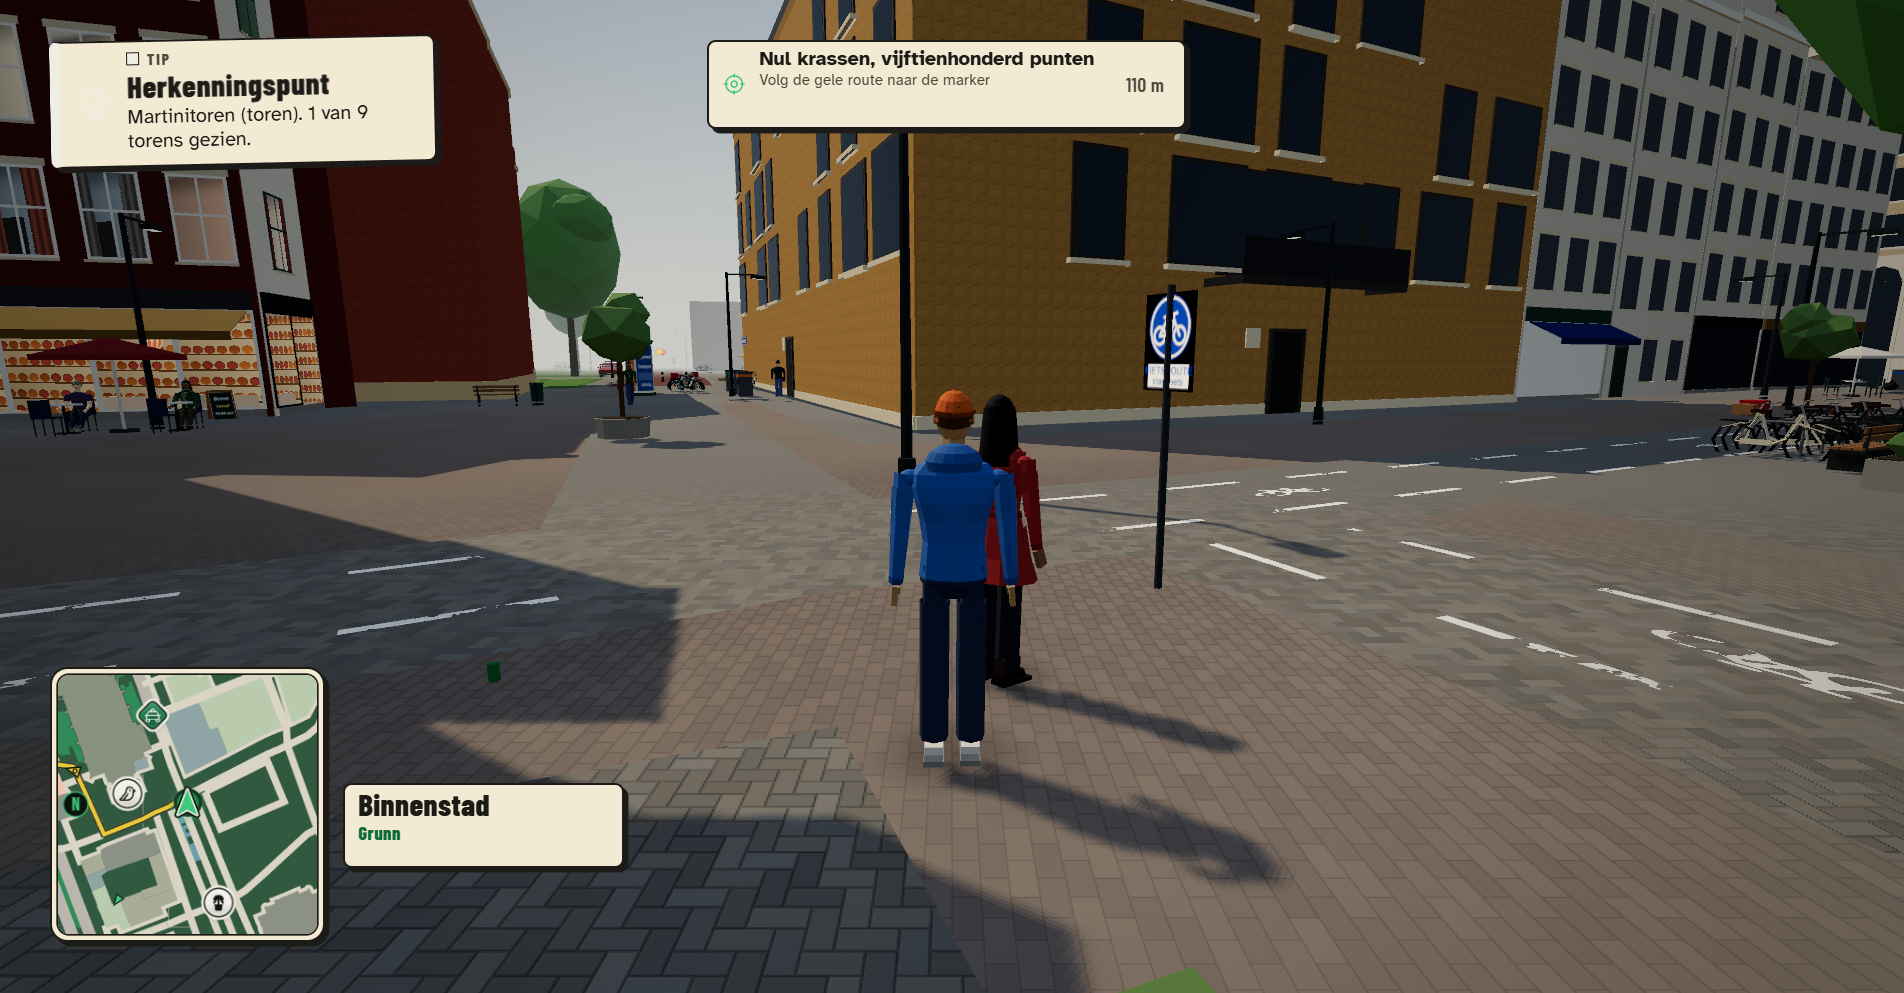 TIP
Herkenningspunt
Martinitoren (toren). 1 van 9
torens gezien.
Nul krassen, vijftienhonderd punten
Volg de gele route naar de marker
110 m
N
Binnenstad
Grunn